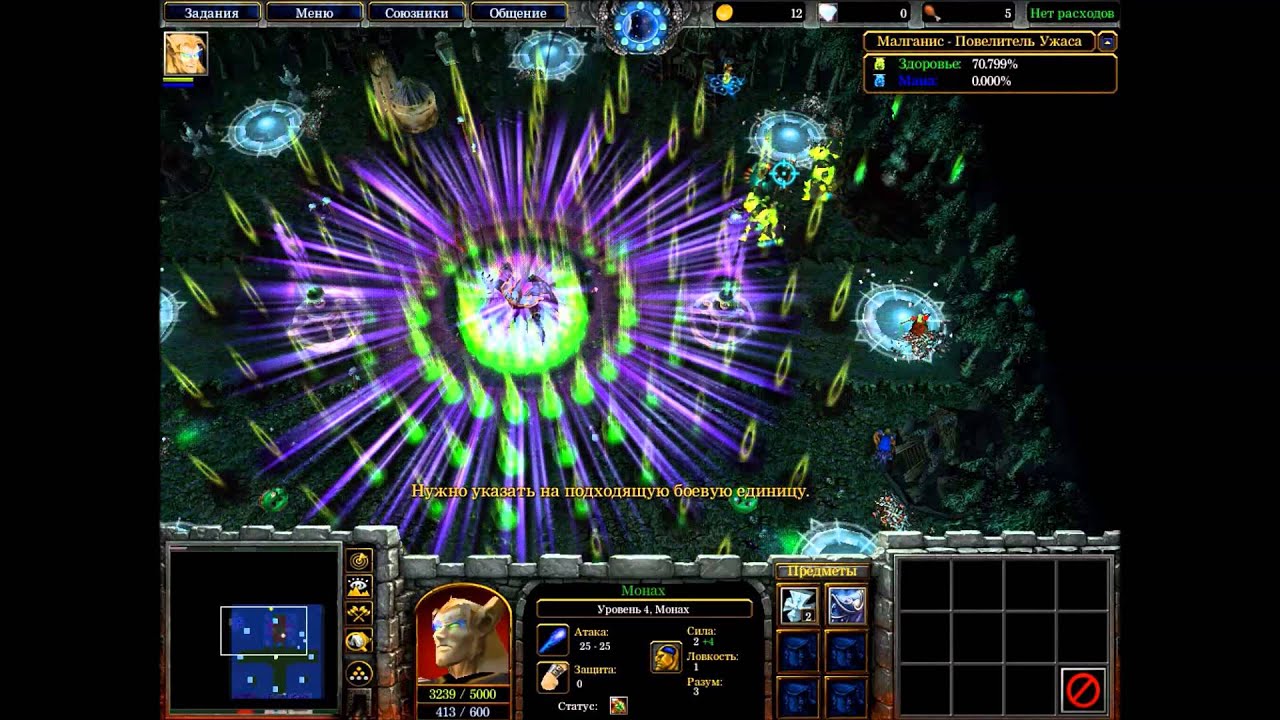 Задания Меню Союзники Общение 12 0 5 Нет расходов
Малганис - Повелитель Ужаса
Здоровье: 70.799%
Мана: 0.000%
Нужно указать на подходящую боевую единицу.
Предметы
Монах
Уровень 4, Монах
2
Атака:
25 - 25
Сила:
2 +4
Ловкость:
1
Защита:
0
Разум:
3
3239 / 5000
413 / 600
Статус: